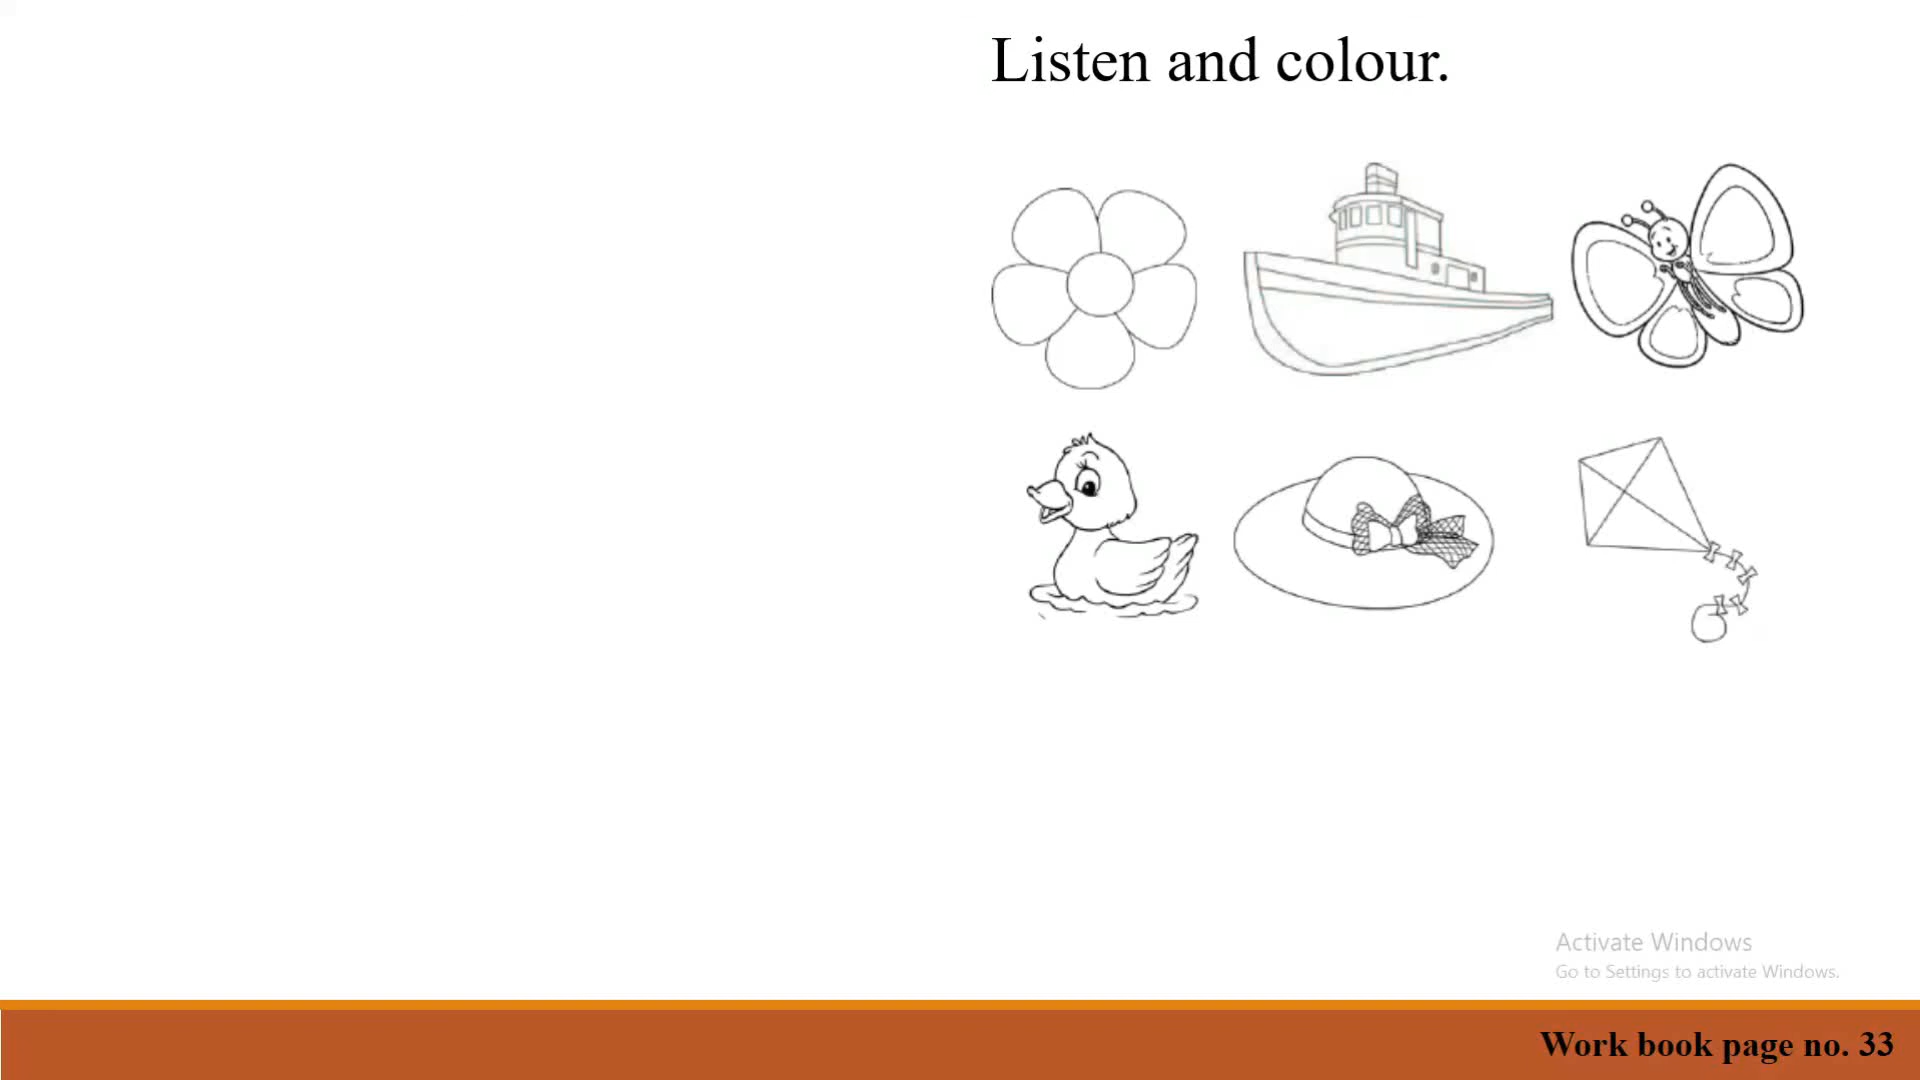 Listen and colour.
Activate Windows
Go to Settings to activate Windows.
Work book page no. 33